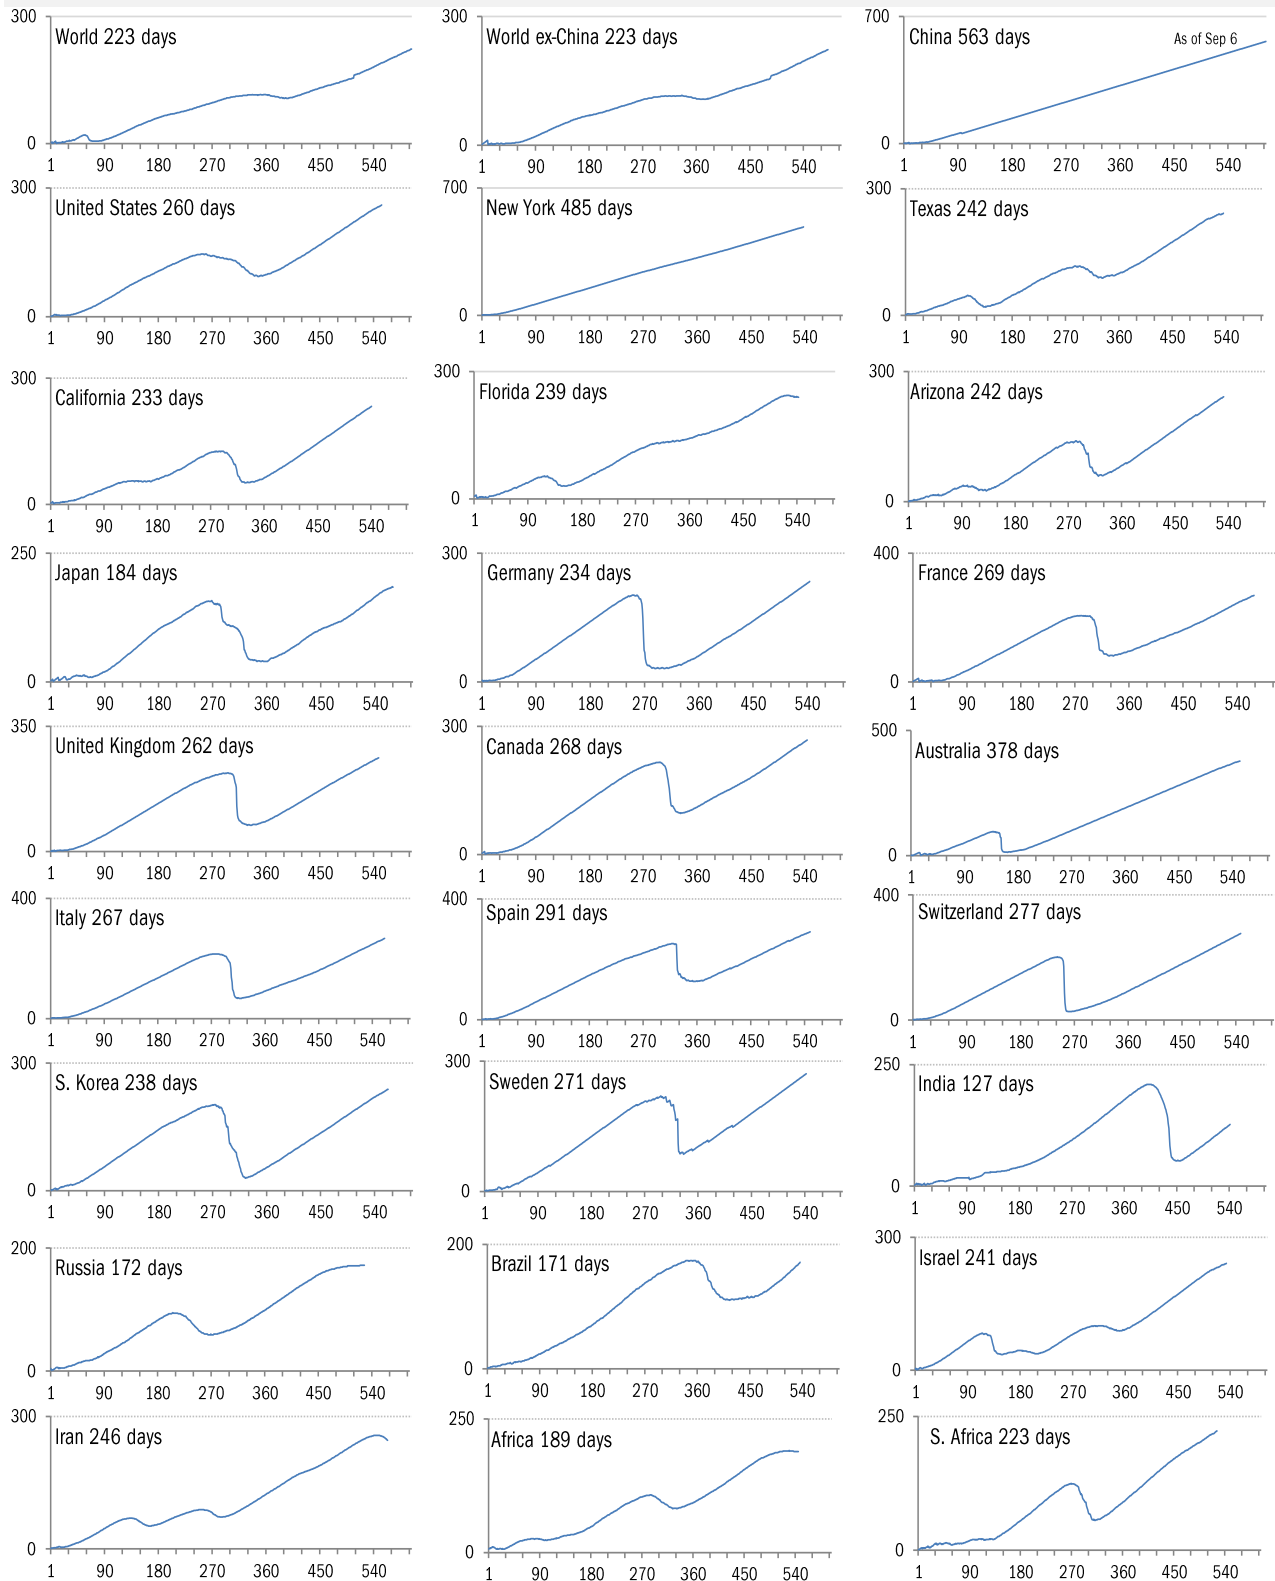 300 World 223 days 0
1 90 180 270 360 450 540
300 World ex-China 223 days 0
1 90 180 270 360 450 540
700 China 563 days As of Sep 6 0
1 90 180 270 360 450 540
300 United States 260 days 0
1 90 180 270 360 450 540
700 New York 485 days 0
1 90 180 270 360 450 540
300 Texas 242 days 0
1 90 180 270 360 450 540
300 California 233 days 0
1 90 180 270 360 450 540
300 Florida 239 days 0
1 90 180 270 360 450 540
300 Arizona 242 days 0
1 90 180 270 360 450 540
250 Japan 184 days 0
1 90 180 270 360 450 540
300 Germany 234 days 0
1 90 180 270 360 450 540
400 France 269 days 0
1 90 180 270 360 450 540
350 United Kingdom 262 days 0
1 90 180 270 360 450 540
300 Canada 268 days 0
1 90 180 270 360 450 540
500 Australia 378 days 0
1 90 180 270 360 450 540
400 Italy 267 days 0
1 90 180 270 360 450 540
400 Spain 291 days 0
1 90 180 270 360 450 540
400 Switzerland 277 days 0
1 90 180 270 360 450 540
300 S. Korea 238 days 0
1 90 180 270 360 450 540
300 Sweden 271 days 0
1 90 180 270 360 450 540
250 India 127 days 0
1 90 180 270 360 450 540
200 Russia 172 days 0
1 90 180 270 360 450 540
200 Brazil 171 days 0
1 90 180 270 360 450 540
300 Israel 241 days 0
1 90 180 270 360 450 540
300 Iran 246 days 0
1 90 180 270 360 450 540
250 Africa 189 days 0
1 90 180 270 360 450 540
250 S. Africa 223 days 0
1 90 180 270 360 450 540